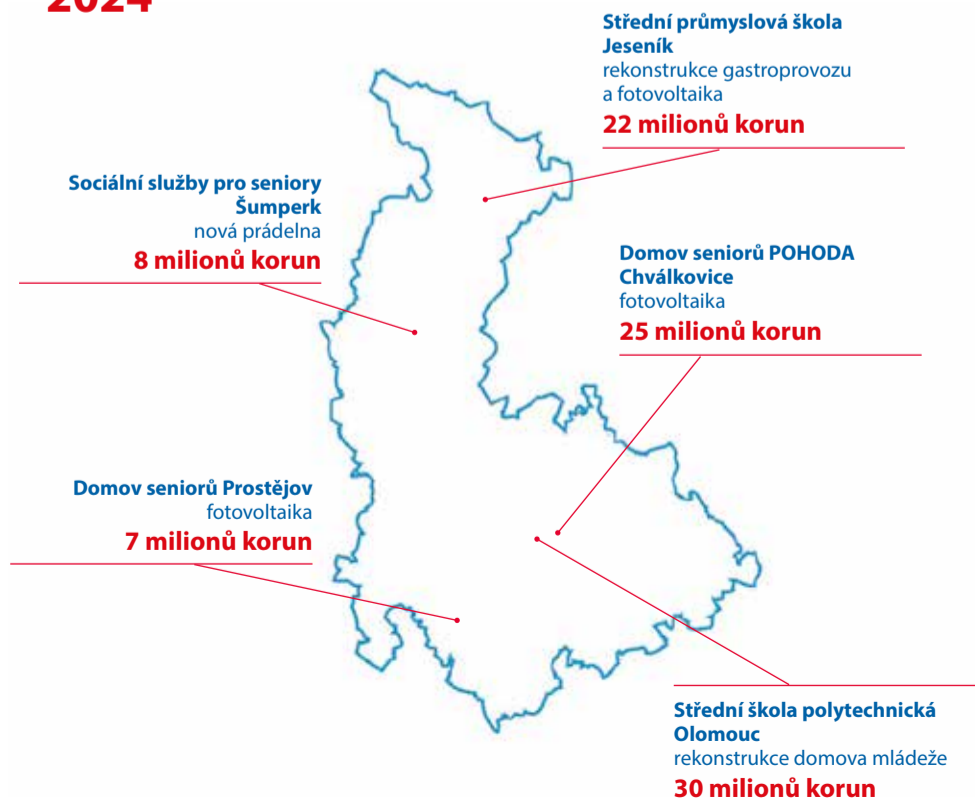 2024
Střední průmyslová škola
Jeseník
rekonstrukce gastroprovozu
a fotovoltaika
22 milionů korun
Sociální služby pro seniory
Šumperk
nová prádelna
8 milionů korun
Domov seniorů POHODA
Chválkovice
fotovoltaika
25 milionů korun
Domov seniorů Prostějov
fotovoltaika
7 milionů korun
Střední škola polytechnická
Olomouc
rekonstrukce domova mládeže
30 milionů korun